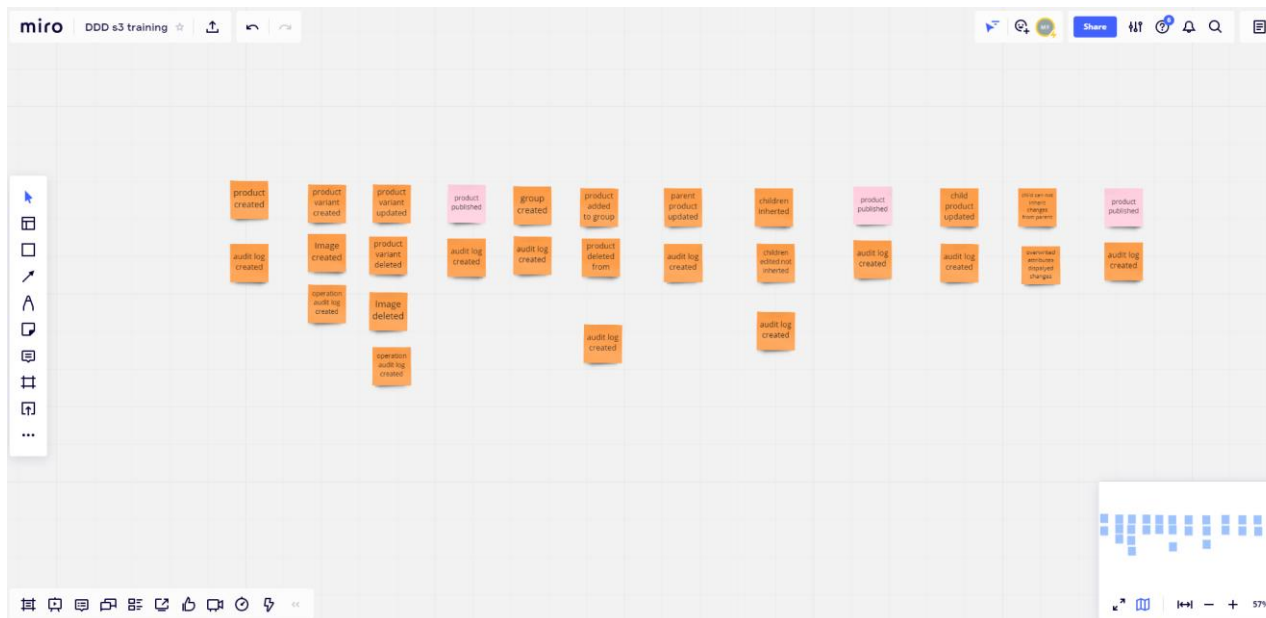 miro
DDD s3 training
Share
product
created
product
variant
created
product
variant
updated
product
published
group
created
product
added
to group
parent
product
updated
children
inherited
product
published
child
product
updated
child can not
inherit
changes
from parent
product
published
audit log
created
Image
created
product
variant
deleted
audit log
created
audit log
created
product
deleted
from
audit log
created
children
edited not
inherited
audit log
created
audit log
created
attributes
changes
audit log
created
operation
audit log
created
Image
deleted
audit log
created
audit log
created
operation
audit log
created
57%